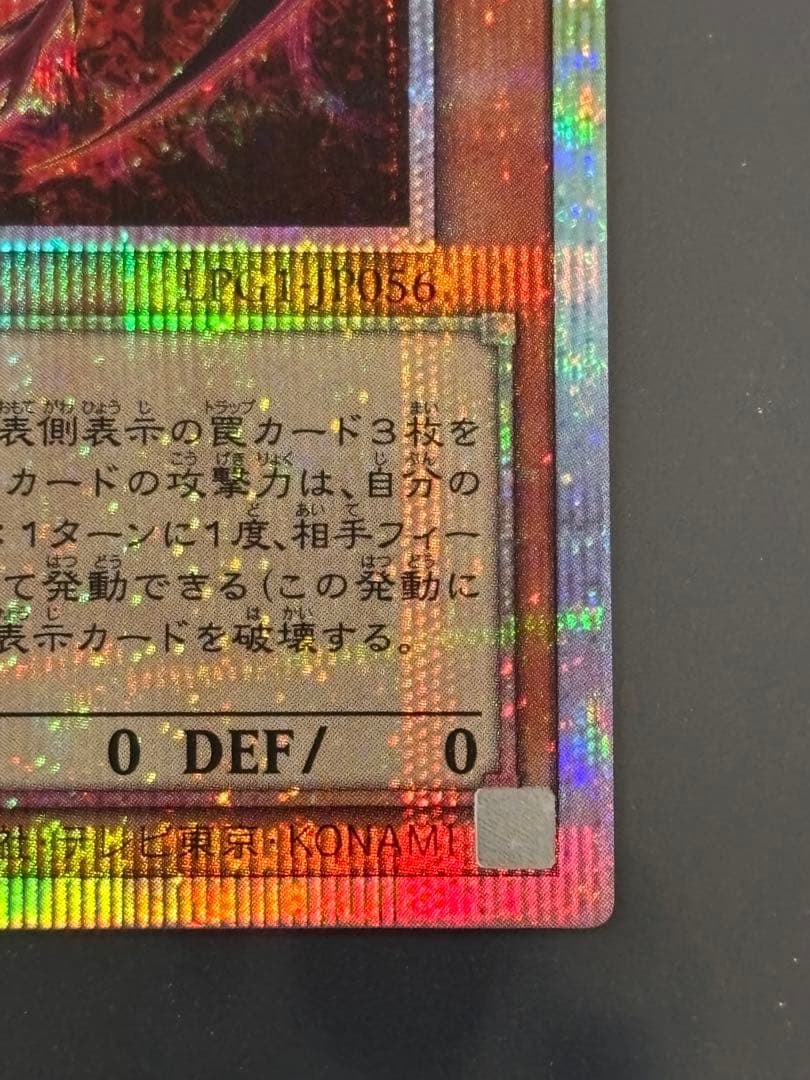 LPG1-JP056
表側表示の罠カード3枚を
カードの攻撃力は、自分の
:1ターンに1度、相手フィー
て発動できる(この発動に
表示カードを破壊する。
0 DEF/ 0
社・テレビ東京・KONAMI